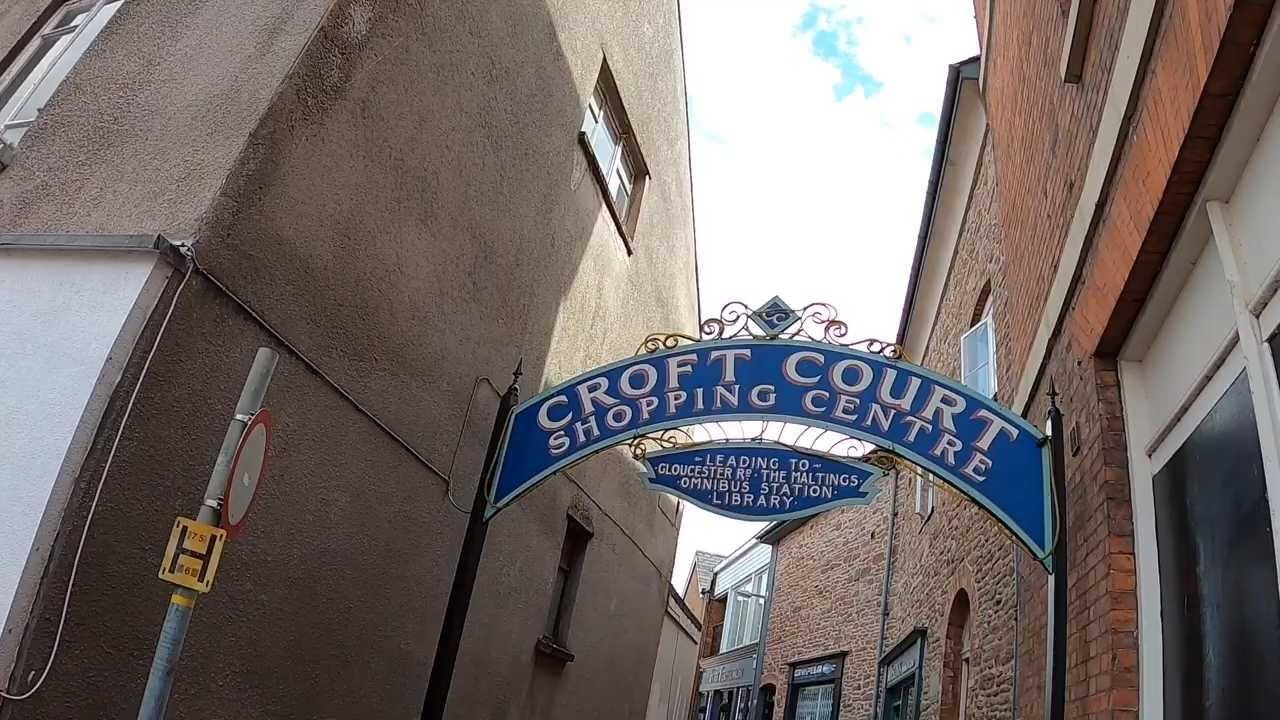 CROFT COURT
SHOPPING CENTRE
LEADING TO
GLOUCESTER RD · THE MALTINGS
· OMNIBUS STATION ·
· LIBRARY ·
H